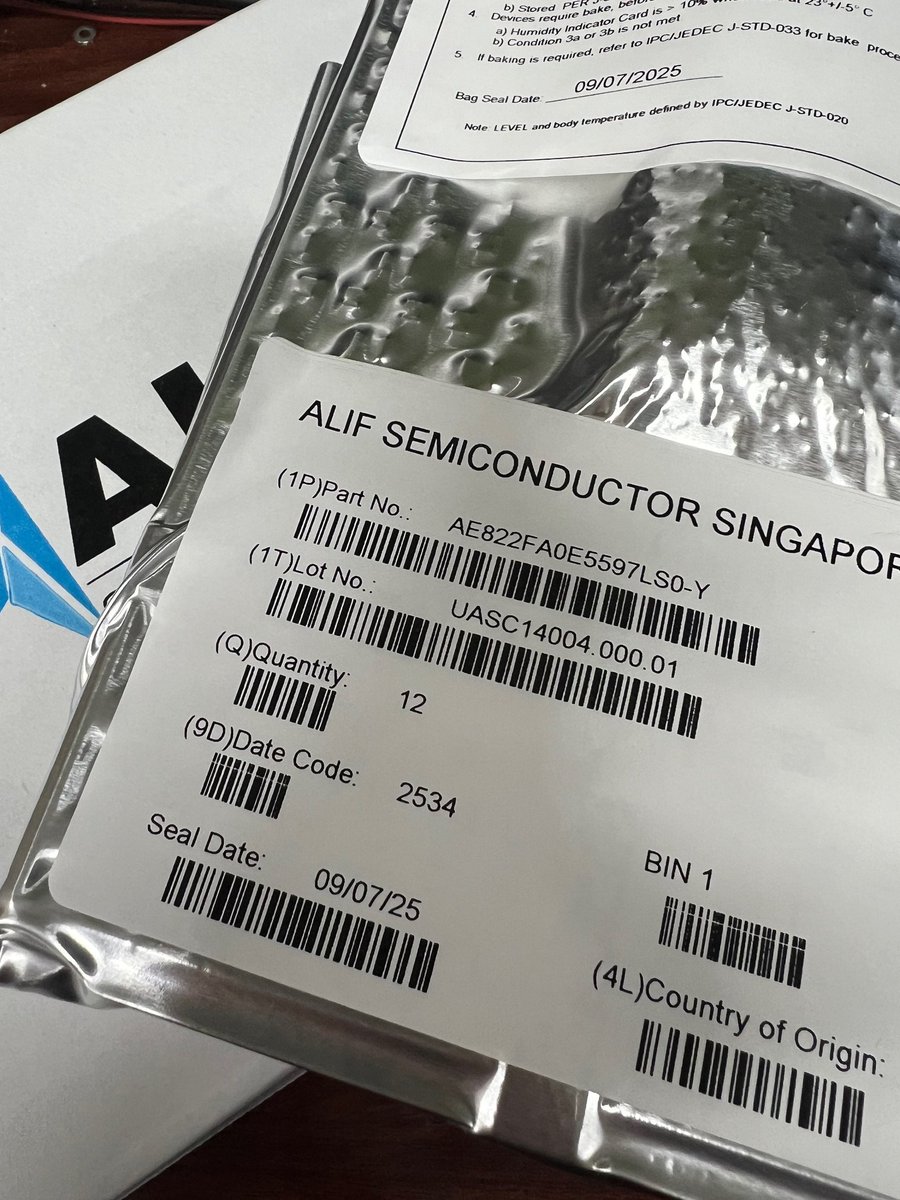 b) Stored
4. Devices require bake,
a) Humidity Indicator Card is > 10% 23°+/-5° C
b) Condition 3a or 3b is not met
5. If baking is required, refer to IPC/JEDEC J-STD-033 for bake
Bag Seal Date: 09/07/2025
Note: LEVEL and body temperature defined by IPC/JEDEC J-STD-020
ALIF SEMICONDUCTOR
(1P)Part No.: AE822FA0E5597LS0-Y
(1T)Lot No.: UASC14004.000.01
(Q)Quantity: 12
(9D)Date Code: 2534
Seal Date: 09/07/25
BIN 1
(4L)Country of Origin: